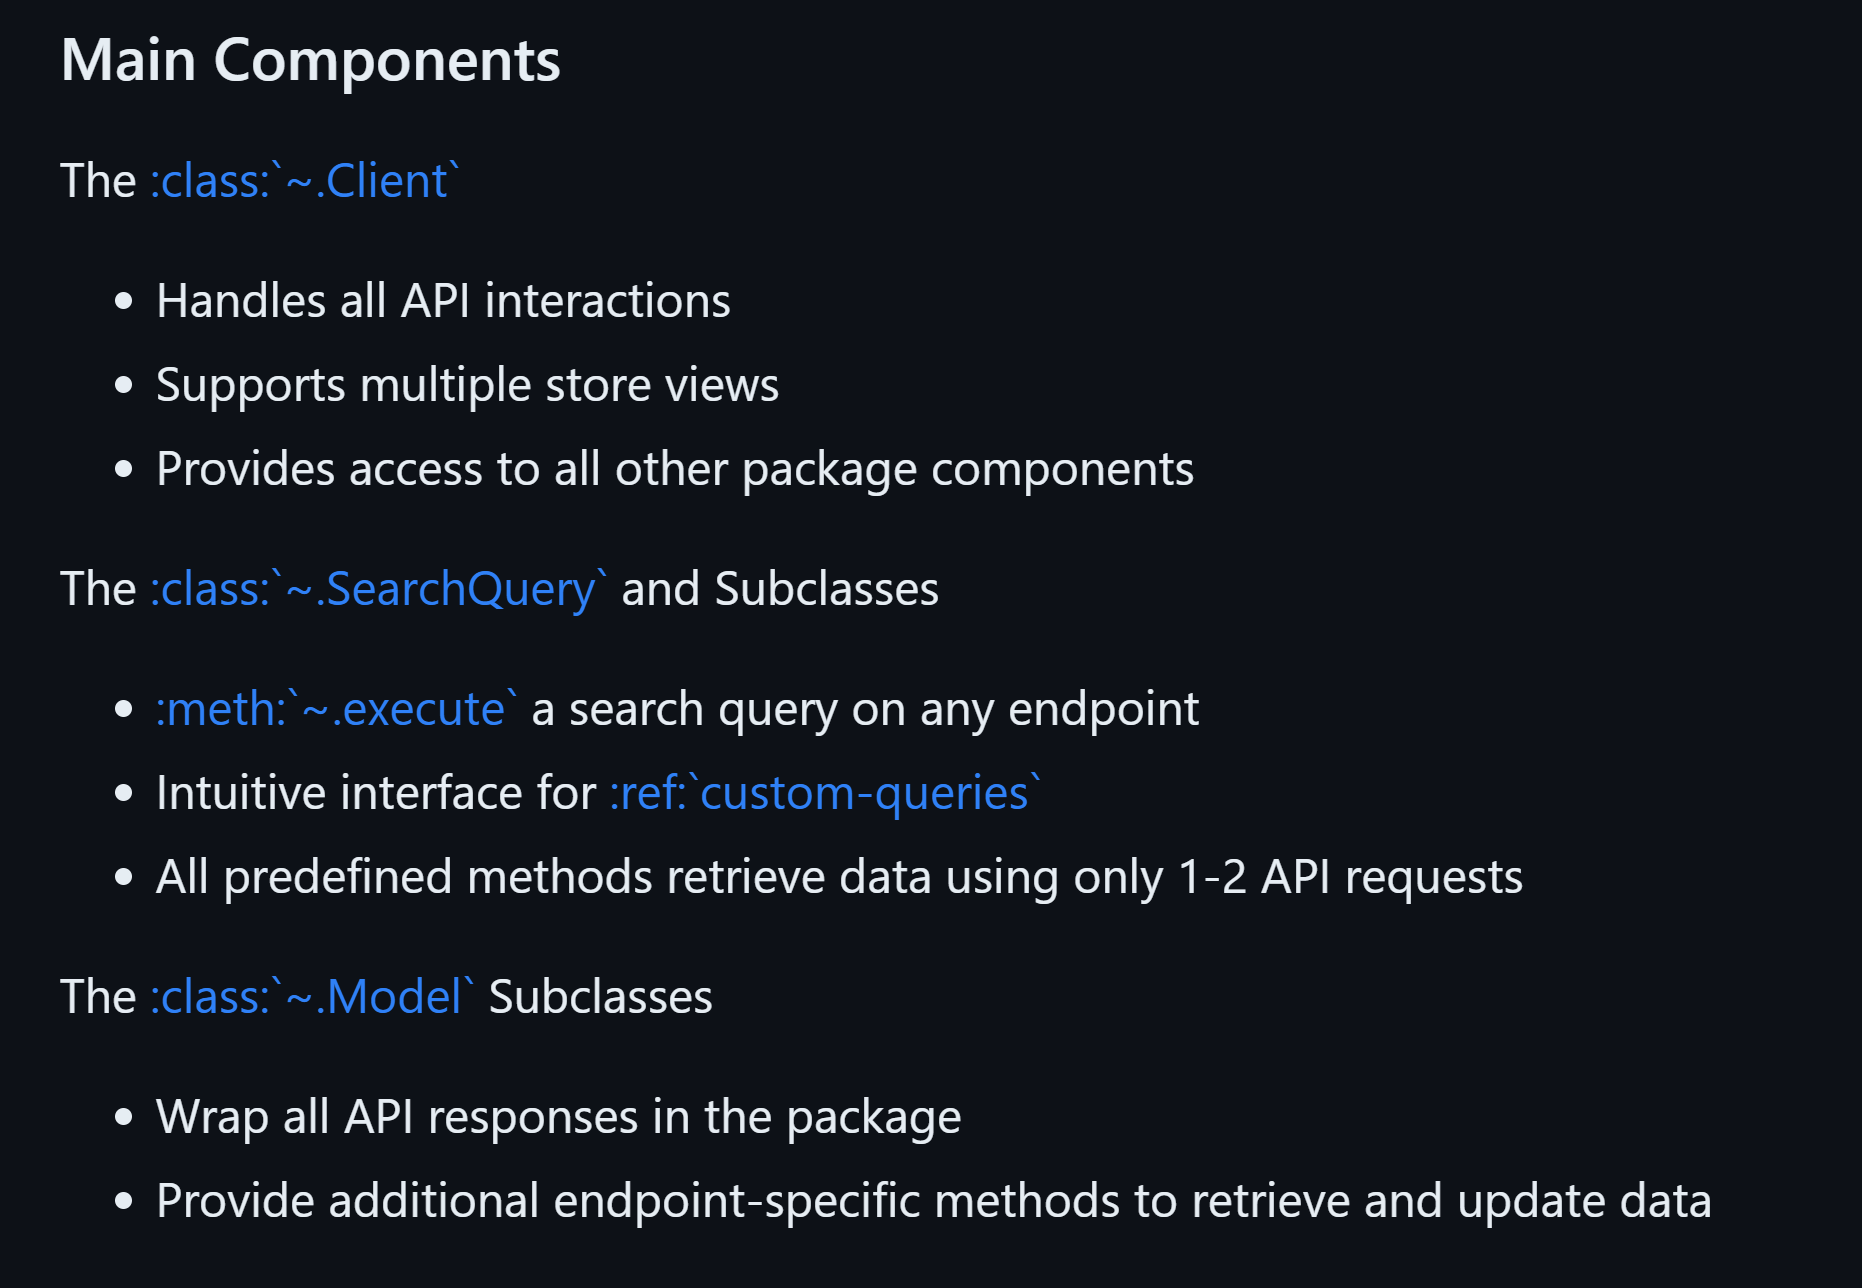 Main Components
The :class:`~.Client`
• Handles all API interactions
• Supports multiple store views
• Provides access to all other package components
The :class:`~.SearchQuery` and Subclasses
• :meth:`~.execute` a search query on any endpoint
• Intuitive interface for :ref:`custom-queries`
• All predefined methods retrieve data using only 1-2 API requests
The :class:`~.Model` Subclasses
• Wrap all API responses in the package
• Provide additional endpoint-specific methods to retrieve and update data